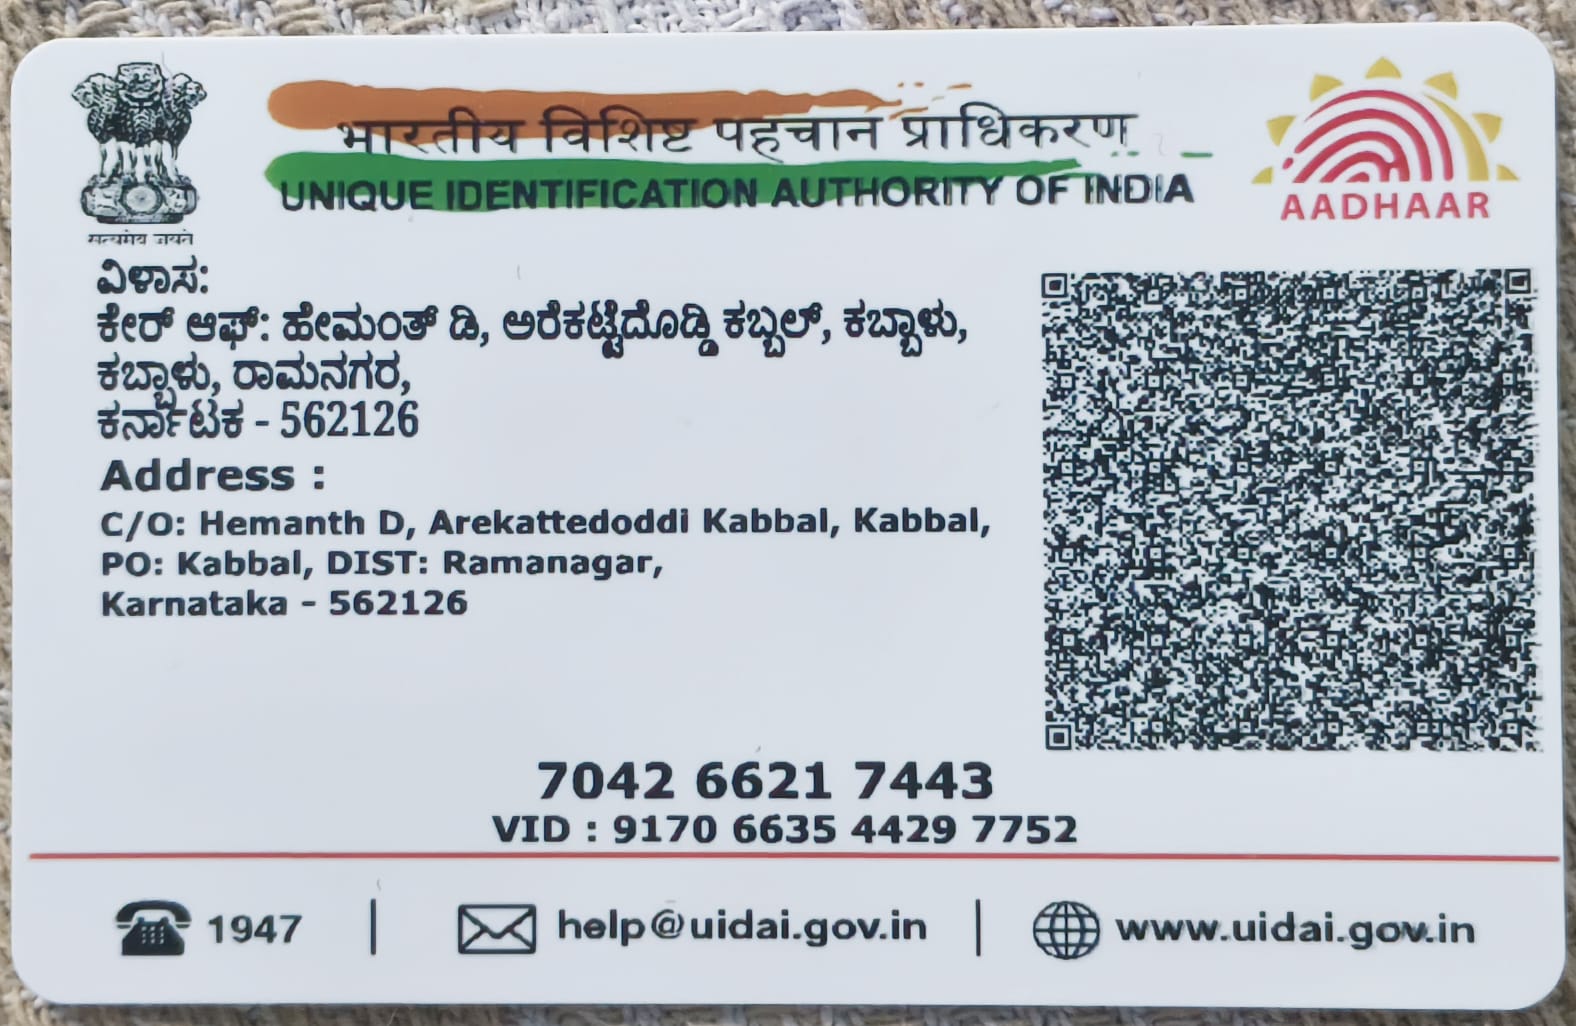 भारतीय विशिष्ट पहचान प्राधिकरण
UNIQUE IDENTIFICATION AUTHORITY OF INDIA
AADHAAR
सत्यमेव जयते
ವಿಳಾಸ:
ಕೇರ್ ಆಫ್: ಹೇಮಂತ್ ಡಿ, ಅರೆಕಟ್ಟೆದೊಡ್ಡಿ ಕಬ್ಬಲ್, ಕಬ್ಬಾಳು,
ಕಬ್ಬಾಳು, ರಾಮನಗರ,
ಕರ್ನಾಟಕ - 562126
Address :
C/O: Hemanth D, Arekattedoddi Kabbal, Kabbal,
PO: Kabbal, DIST: Ramanagar,
Karnataka - 562126
7042 6621 7443
VID : 9170 6635 4429 7752
1947 | help@uidai.gov.in | www.uidai.gov.in